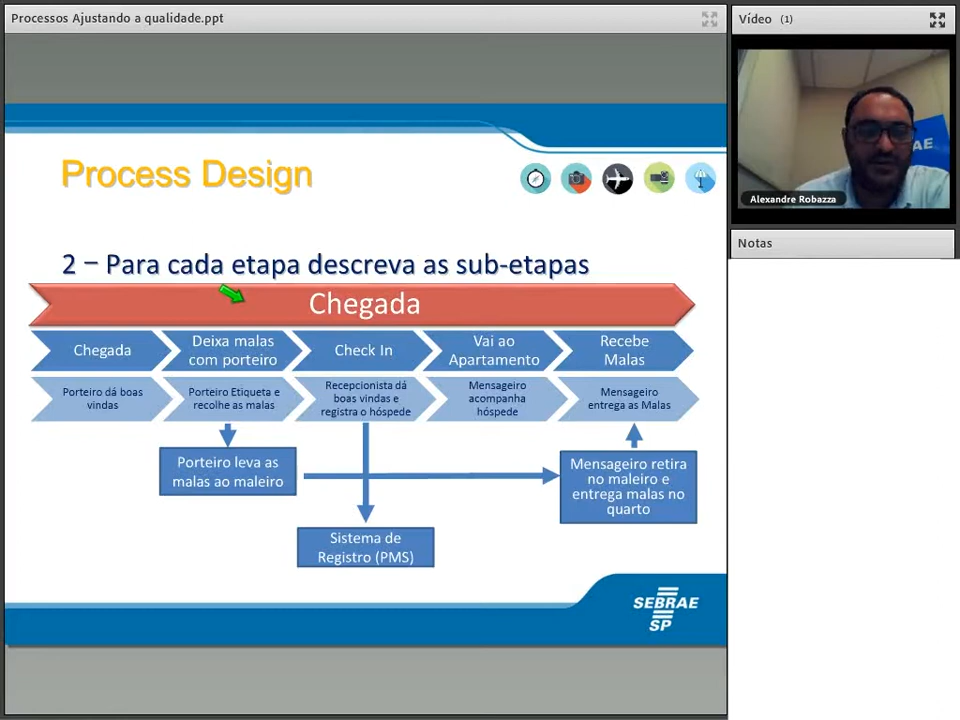 Processos Ajustando a qualidade.ppt
Vídeo (1)
AE
Alexandre Robazza
Notas
Process Design
2 – Para cada etapa descreva as sub-etapas
Chegada
Chegada
Deixa malas
com porteiro
Check In
Vai ao
Apartamento
Recebe
Malas
Porteiro dá boas
vindas
Porteiro Etiqueta e
recolhe as malas
Recepcionista dá
boas vindas e
registra o hóspede
Mensageiro
acompanha
hóspede
Mensageiro
entrega as Malas
Porteiro leva as
malas ao maleiro
Mensageiro retira
no maleiro e
entrega malas no
quarto
Sistema de
Registro (PMS)
SEBRAE
SP